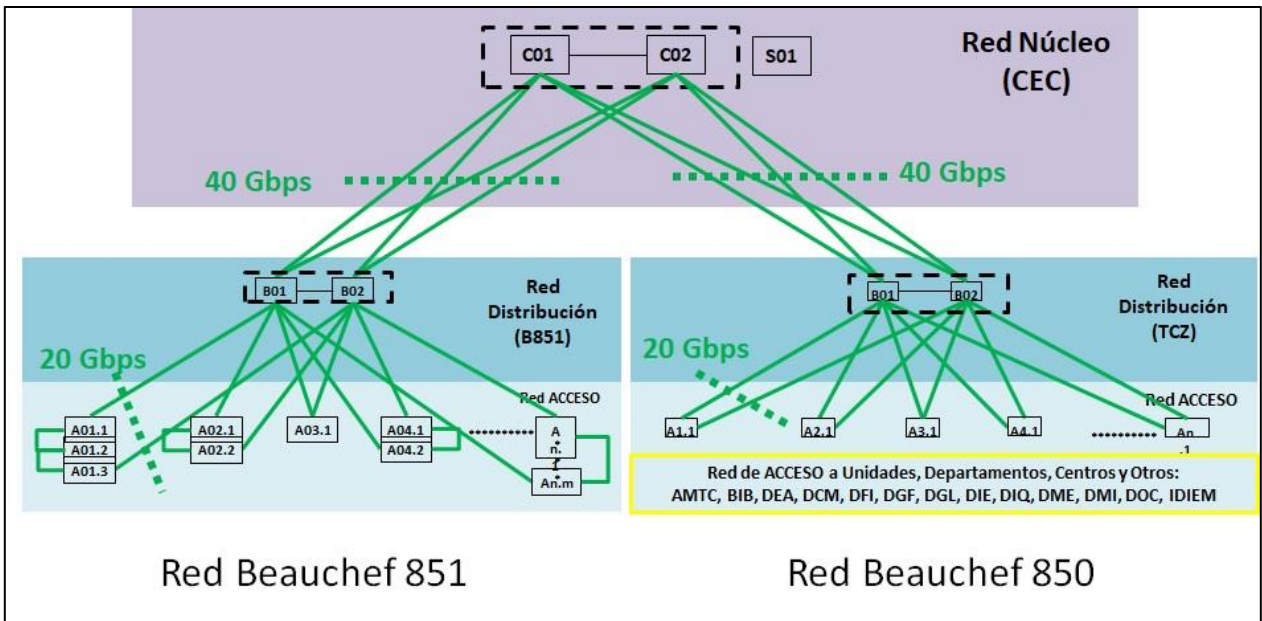 C01
C02
S01
Red Núcleo
(CEC)
40 Gbps
40 Gbps
B01
B02
Red
Distribución
(B851)
20 Gbps
B01
B02
Red
Distribución
(TCZ)
20 Gbps
Red ACCESO
A01.1
A01.2
A01.3
A02.1
A02.2
A03.1
A04.1
A04.2
A
n.
1
An.m
Red ACCESO
A1.1
A2.1
A3.1
A4.1
An
.1
Red de ACCESO a Unidades, Departamentos, Centros y Otros:
AMTC, BIB, DEA, DCM, DFI, DGF, DGL, DIE, DIQ, DME, DMI, DOC, IDIEM
Red Beauchef 851
Red Beauchef 850